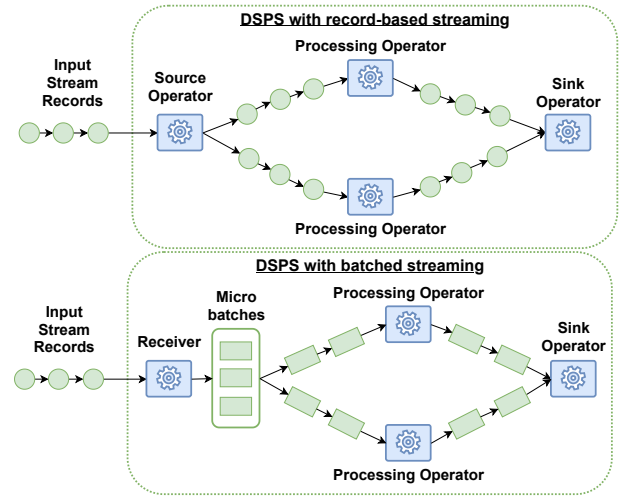 DSPS with record-based streaming
Processing Operator
Input
Stream
Records
Source
Operator
Sink
Operator
Processing Operator
DSPS with batched streaming
Processing Operator
Micro
batches
Input
Stream
Records
Receiver
Sink
Operator
Processing Operator